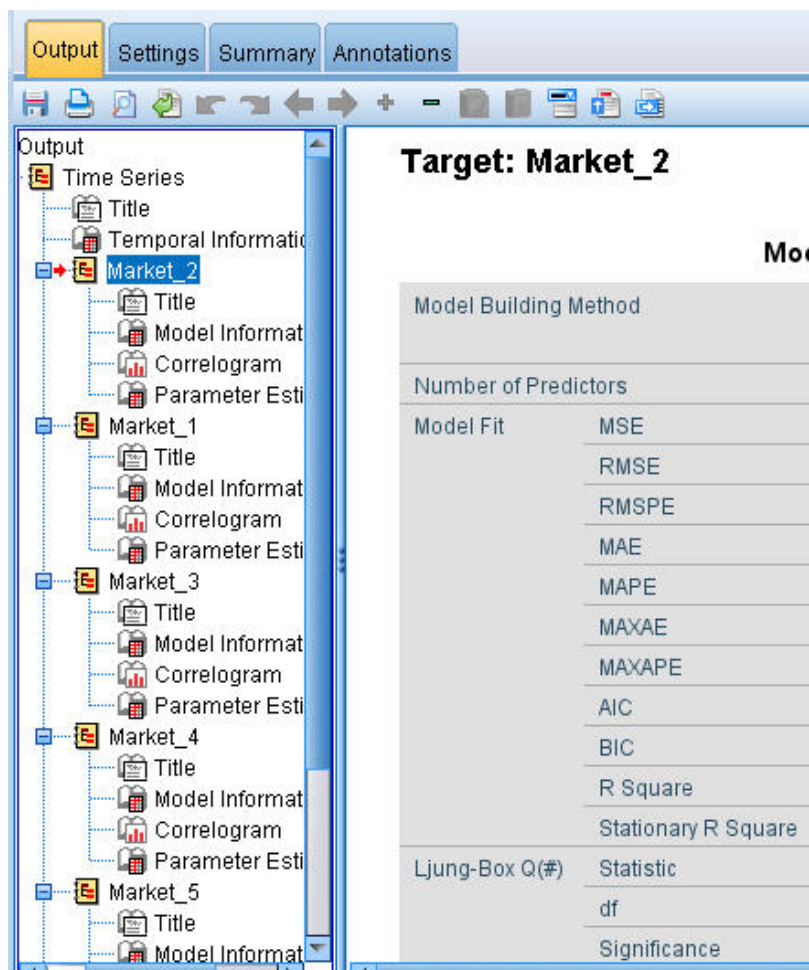 Output Settings Summary Annotations
Output
Time Series
Title
Temporal Informatio
Market_2
Title
Model Informat
Correlogram
Parameter Esti
Market_1
Title
Model Informat
Correlogram
Parameter Esti
Market_3
Title
Model Informat
Correlogram
Parameter Esti
Market_4
Title
Model Informat
Correlogram
Parameter Esti
Market_5
Title
Model Informat
Target: Market_2
Mod
Model Building Method
Number of Predictors
Model Fit MSE
RMSE
RMSPE
MAE
MAPE
MAXAE
MAXAPE
AIC
BIC
R Square
Stationary R Square
Ljung-Box Q(#) Statistic
df
Significance